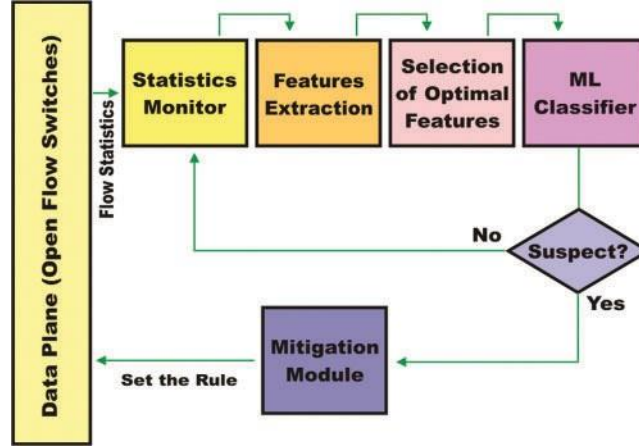 Data Plane (Open Flow Switches)
Flow Statistics
Statistics
Monitor
Features
Extraction
Selection
of Optimal
Features
ML
Classifier
Suspect?
No
Yes
Mitigation
Module
Set the Rule